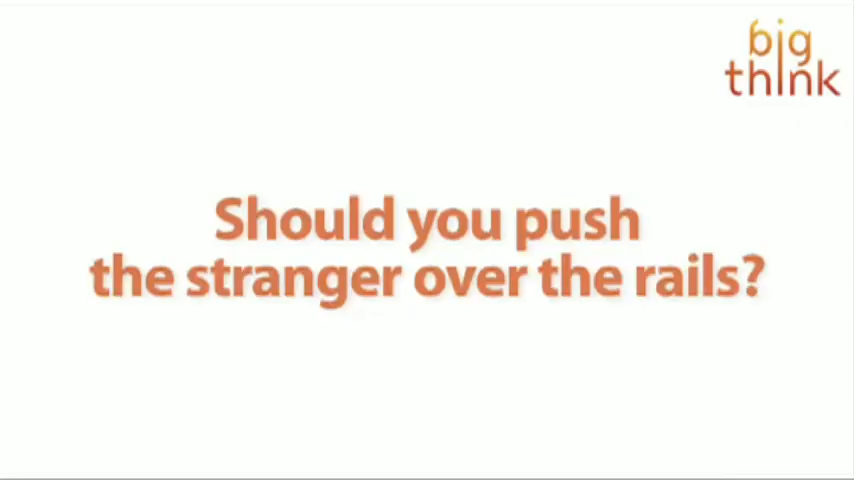 big
think
Should you push
the stranger over the rails?